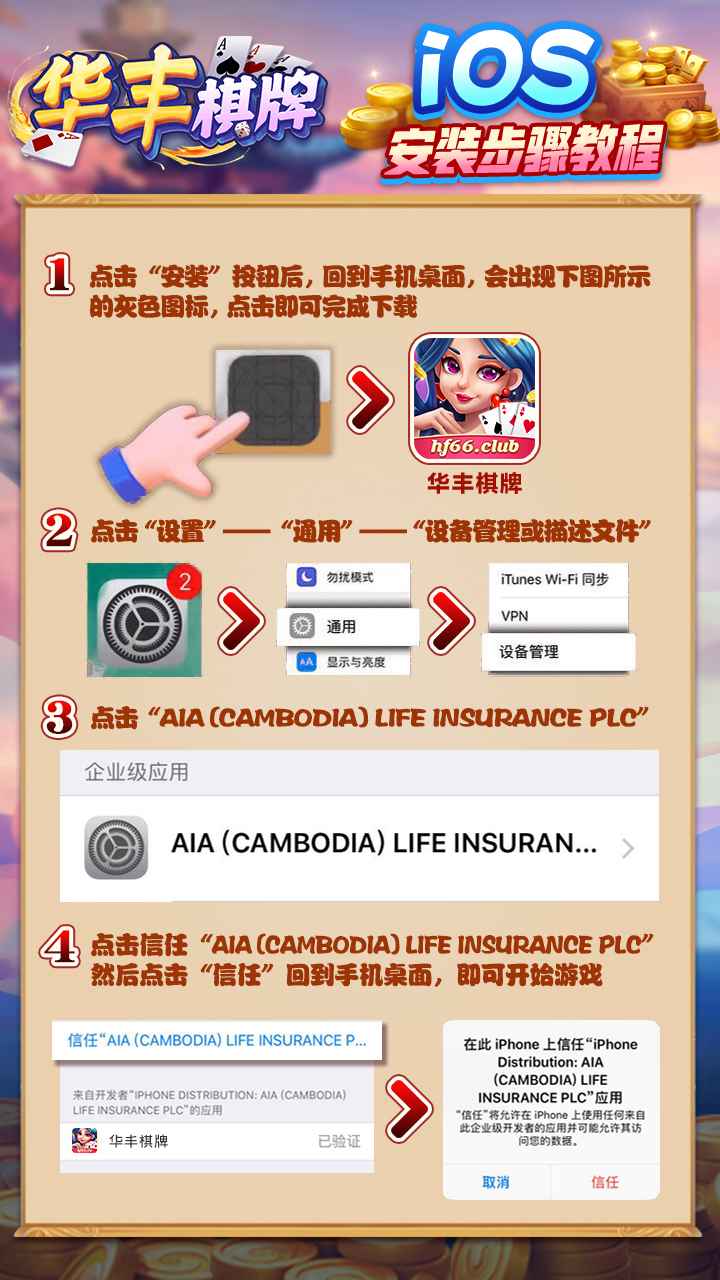 华丰棋牌
iOS
安装步骤教程
1 点击“安装”按钮后，回到手机桌面，会出现下图所示
的灰色图标，点击即可完成下载
hf66.club
华丰棋牌
2 点击“设置”——“通用”——“设备管理或描述文件”
2
勿扰模式
通用
AA 显示与亮度
iTunes Wi-Fi 同步
VPN
设备管理
3 点击“AIA (CAMBODIA) LIFE INSURANCE PLC”
企业级应用
AIA (CAMBODIA) LIFE INSURAN...
4 点击信任“AIA (CAMBODIA) LIFE INSURANCE PLC”
然后点击“信任”回到手机桌面，即可开始游戏
信任“AIA (CAMBODIA) LIFE INSURANCE P...
来自开发者“IPHONE DISTRIBUTION: AIA (CAMBODIA)
LIFE INSURANCE PLC”的应用
华丰棋牌 已验证
在此 iPhone 上信任“iPhone
Distribution: AIA
(CAMBODIA) LIFE
INSURANCE PLC”应用
“信任”将允许在 iPhone 上使用任何来自
此企业级开发者的应用并可能允许其访
问您的数据。
取消 信任